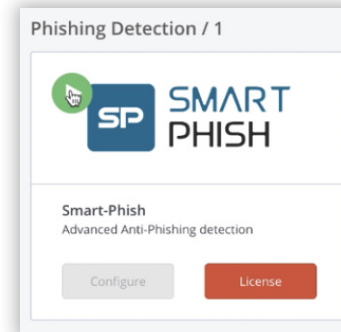 Phishing Detection / 1
SP
SMART
PHISH
Smart-Phish
Advanced Anti-Phishing detection
Configure
License